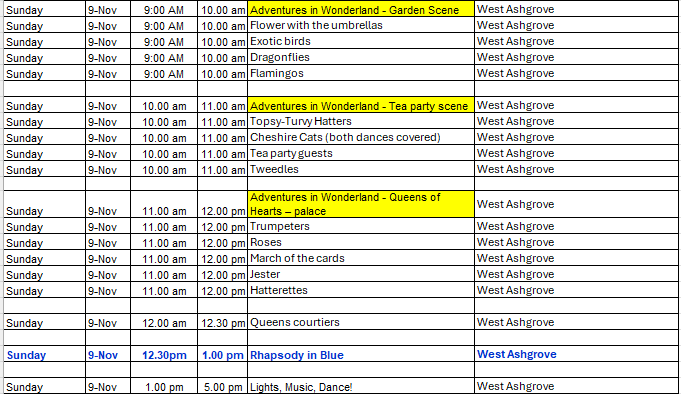 Sunday 9-Nov 9:00 AM 10.00 am Adventures in Wonderland - Garden Scene West Ashgrove
Sunday 9-Nov 9:00 AM 10.00 am Flower with the umbrellas West Ashgrove
Sunday 9-Nov 9:00 AM 10.00 am Exotic birds West Ashgrove
Sunday 9-Nov 9:00 AM 10.00 am Dragonflies West Ashgrove
Sunday 9-Nov 9:00 AM 10.00 am Flamingos West Ashgrove
Sunday 9-Nov 10.00 am 11.00 am Adventures in Wonderland - Tea party scene West Ashgrove
Sunday 9-Nov 10.00 am 11.00 am Topsy-Turvy Hatters West Ashgrove
Sunday 9-Nov 10.00 am 11.00 am Cheshire Cats (both dances covered) West Ashgrove
Sunday 9-Nov 10.00 am 11.00 am Tea party guests West Ashgrove
Sunday 9-Nov 10.00 am 11.00 am Tweedles West Ashgrove
Adventures in Wonderland - Queens of
Sunday 9-Nov 11.00 am 12.00 pm Hearts – palace West Ashgrove
Sunday 9-Nov 11.00 am 12.00 pm Trumpeters West Ashgrove
Sunday 9-Nov 11.00 am 12.00 pm Roses West Ashgrove
Sunday 9-Nov 11.00 am 12.00 pm March of the cards West Ashgrove
Sunday 9-Nov 11.00 am 12.00 pm Jester West Ashgrove
Sunday 9-Nov 11.00 am 12.00 pm Hatterettes West Ashgrove
Sunday 9-Nov 12.00 am 12.30 pm Queens courtiers West Ashgrove
Sunday 9-Nov 12.30pm 1.00 pm Rhapsody in Blue West Ashgrove
Sunday 9-Nov 1.00 pm 5.00 pm Lights, Music, Dance! West Ashgrove